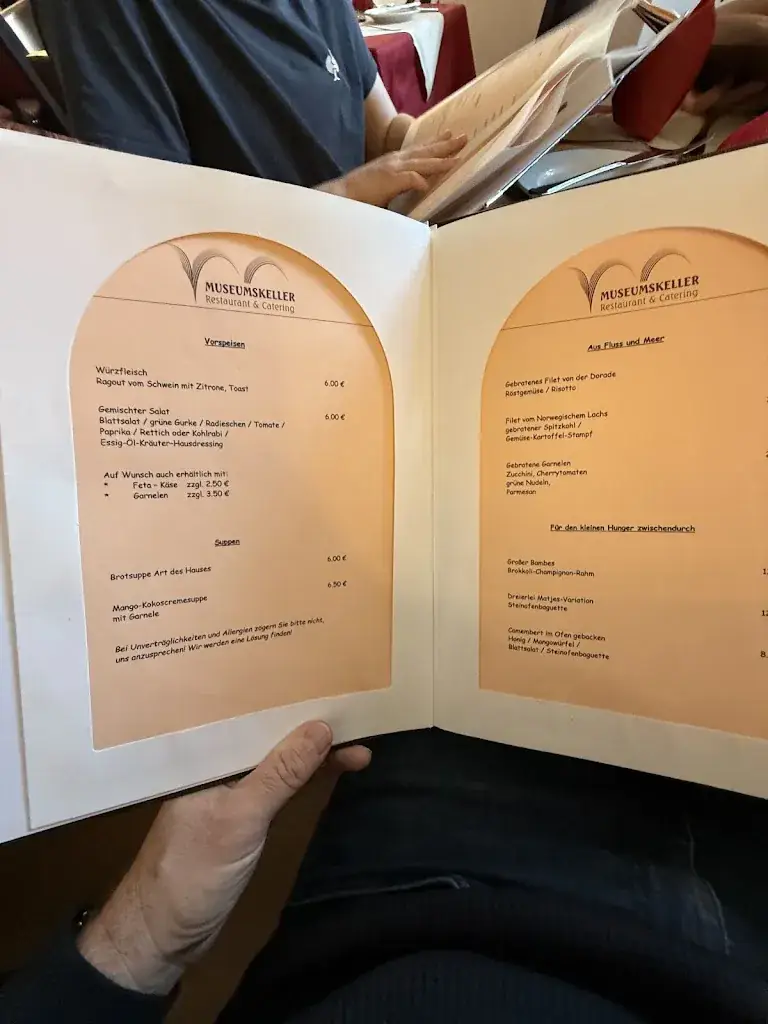 MUSEUMSKELLER
Restaurant & Catering
Vorspeisen
Würzfleisch
Ragout vom Schwein mit Zitrone, Toast 6.00 €
Gemischter Salat 6.00 €
Blattsalat / grüne Gurke / Radieschen / Tomate /
Paprika / Rettich oder Kohlrabi /
Essig-Öl-Kräuter-Hausdressing
Auf Wunsch auch erhältlich mit:
* Feta - Käse zzgl. 2.50 €
* Garnelen zzgl. 3.50 €
Suppen
Brotsuppe Art des Hauses 6.00 €
Mango-Kokoscremesuppe 6.50 €
mit Garnele
Bei Unverträglichkeiten und Allergien zögern Sie bitte nicht,
uns anzusprechen! Wir werden eine Lösung finden!
MUSEUMSKELLER
Restaurant & Catering
Aus Fluss und Meer
Gebratenes Filet von der Dorade
Röstgemüse / Risotto
Filet vom Norwegischem Lachs
gebratener Spitzkohl /
Gemüse-Kartoffel-Stampf
Gebratene Garnelen
Zucchini, Cherrytomaten
grüne Nudeln,
Parmesan
Für den kleinen Hunger zwischendurch
Großer Bambes
Brokkoli-Champignon-Rahm
Dreierlei Matjes-Variation
Steinofenbaguette
Camembert im Ofen gebacken
Honig / Mangowürfel /
Blattsalat / Steinofenbaguette 8.